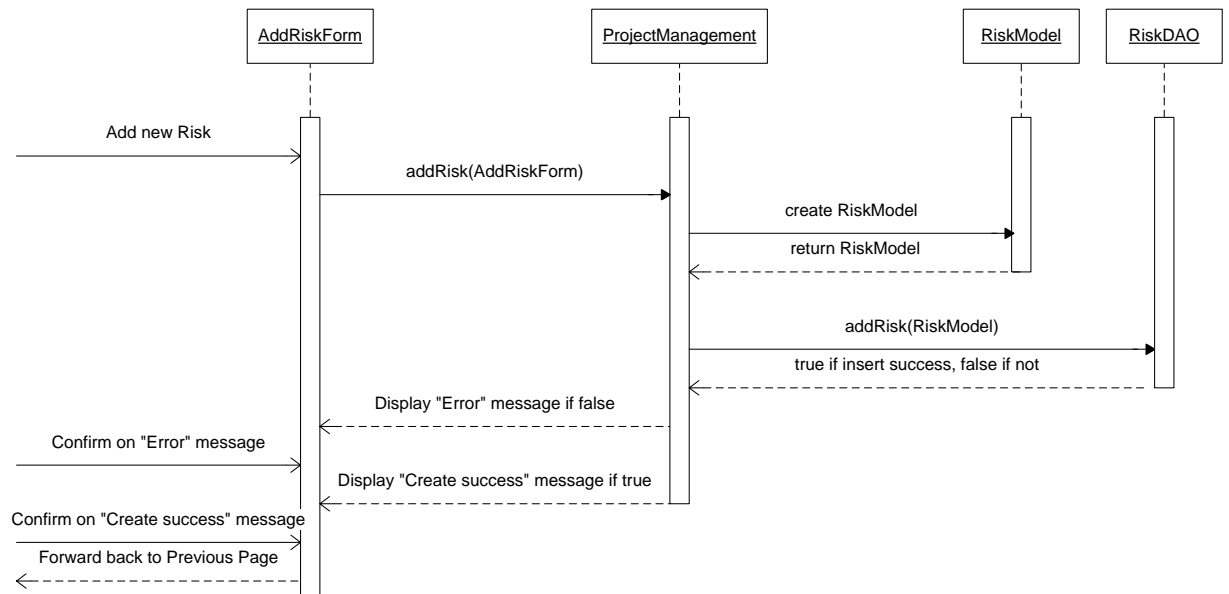 AddRiskForm
ProjectManagement
RiskModel
RiskDAO
Add new Risk
addRisk(AddRiskForm)
create RiskModel
return RiskModel
addRisk(RiskModel)
true if insert success, false if not
Display "Error" message if false
Confirm on "Error" message
Display "Create success" message if true
Confirm on "Create success" message
Forward back to Previous Page